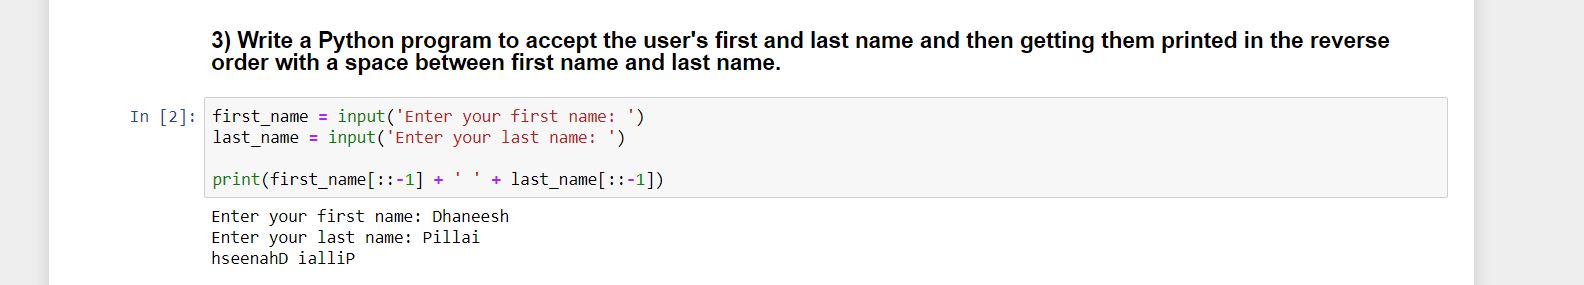 3) Write a Python program to accept the user's first and last name and then getting them printed in the reverse
order with a space between first name and last name.
In [2]: first_name = input('Enter your first name: ')
last_name = input('Enter your last name: ')
print(first_name[::-1] + ' ' + last_name[::-1])
Enter your first name: Dhaneesh
Enter your last name: Pillai
hseenahD ialliP